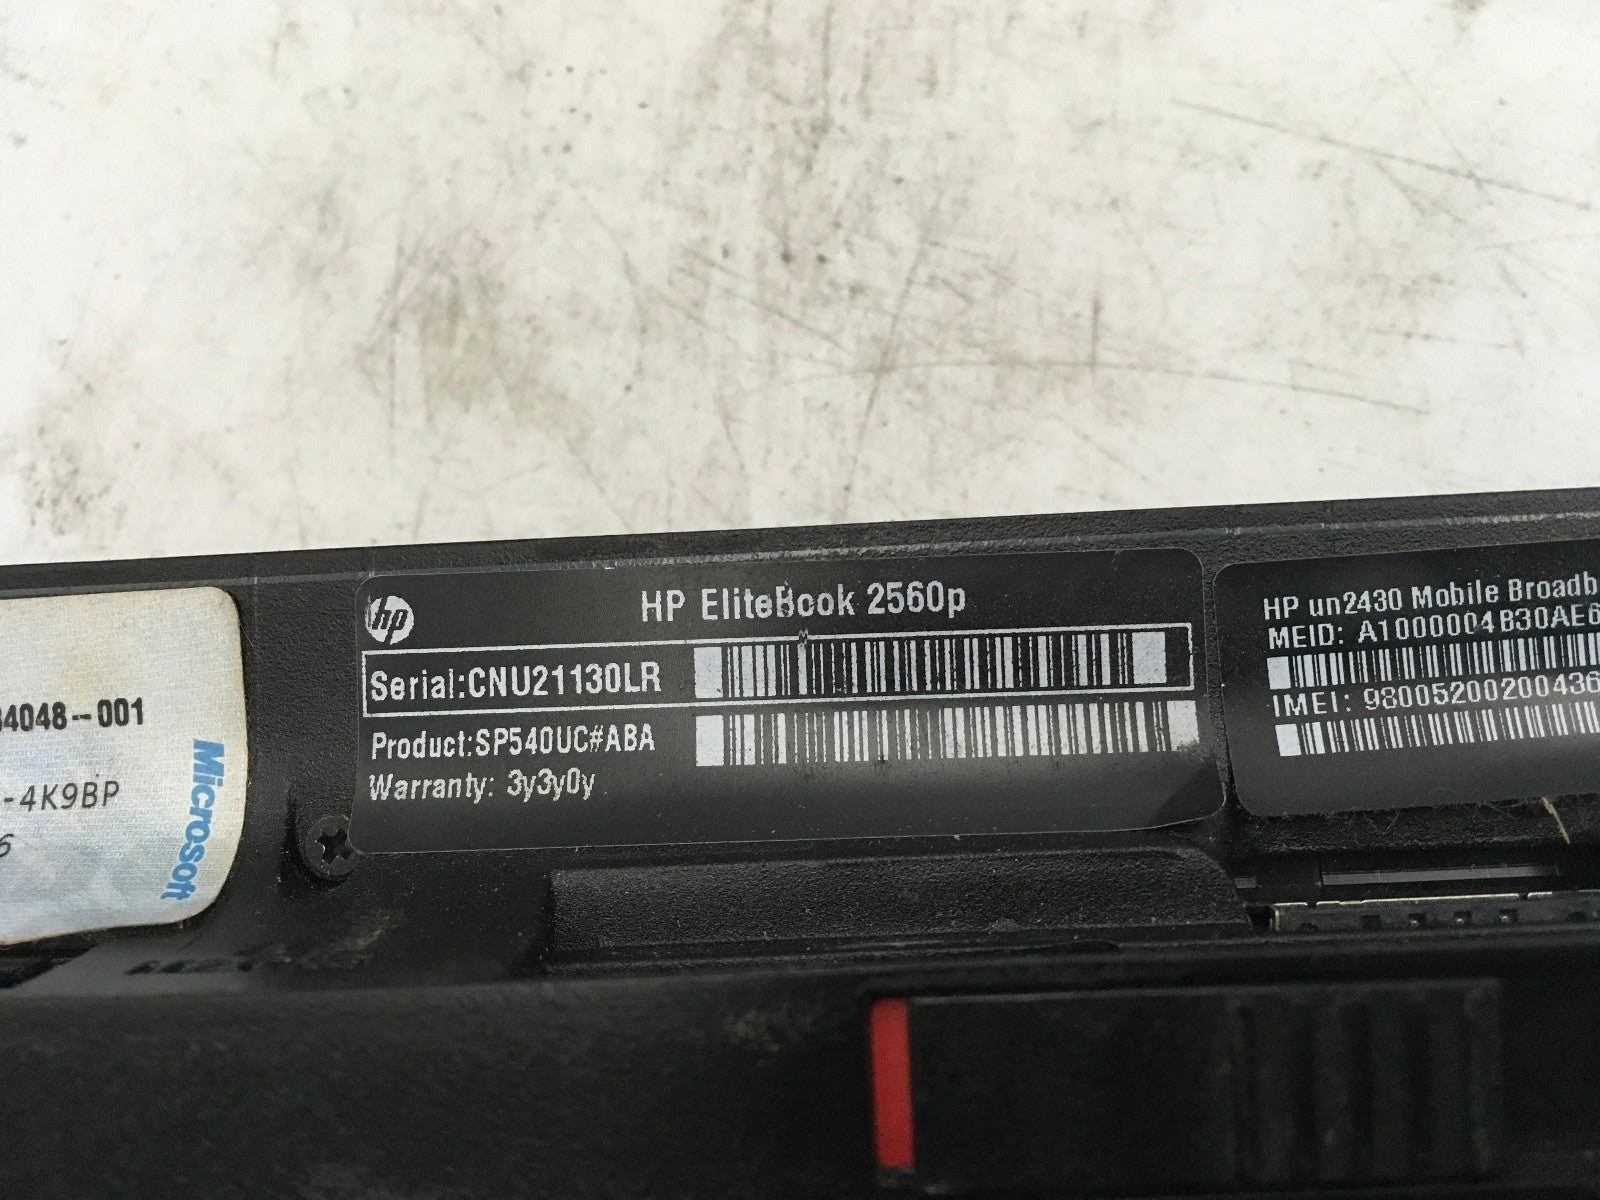 hp
HP EliteBook 2560p
Serial:CNU21130LR
Product:SP540UC#ABA
Warranty: 3y3y0y
HP un2430 Mobile Broadb
MEID: A1000004B30AE6
IMEI: 98005200200436
4048-001
-4K9BP
6
Microsoft